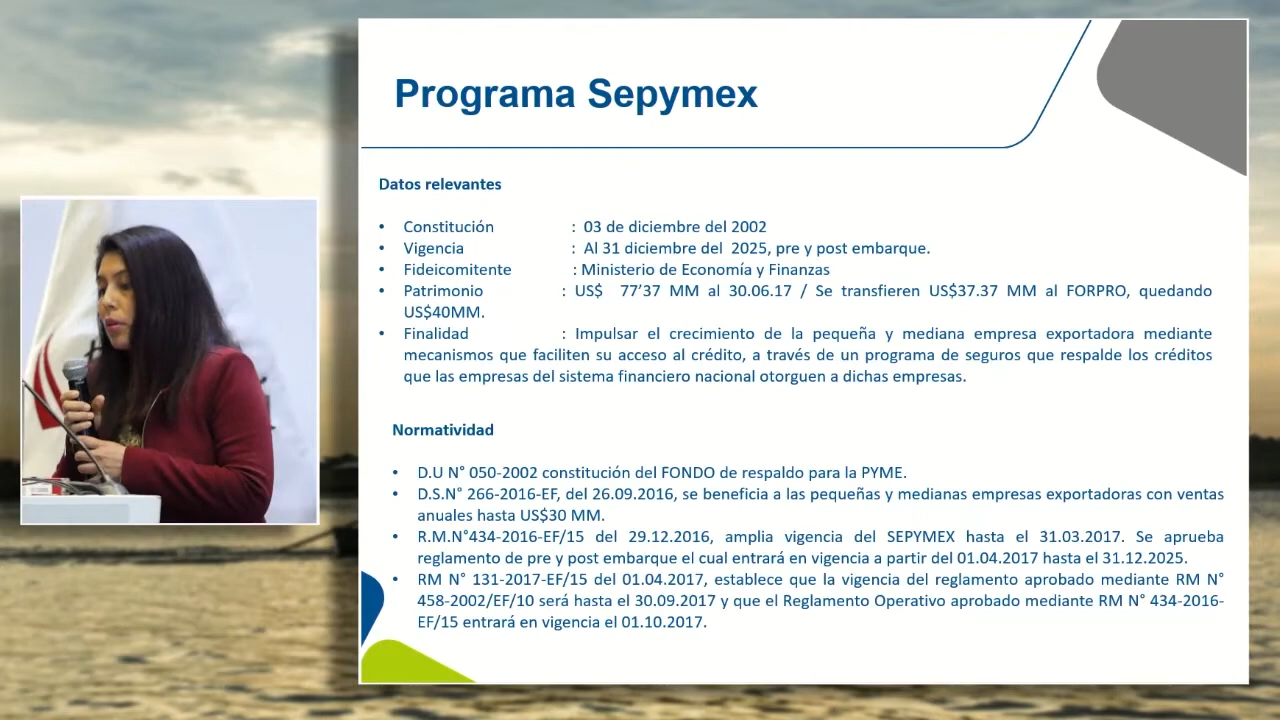 Programa Sepymex
Datos relevantes
• Constitución : 03 de diciembre del 2002
• Vigencia : Al 31 diciembre del 2025, pre y post embarque.
• Fideicomitente : Ministerio de Economía y Finanzas
• Patrimonio : US$ 77’37 MM al 30.06.17 / Se transfieren US$37.37 MM al FORPRO, quedando
US$40MM.
• Finalidad : Impulsar el crecimiento de la pequeña y mediana empresa exportadora mediante
mecanismos que faciliten su acceso al crédito, a través de un programa de seguros que respalde los créditos
que las empresas del sistema financiero nacional otorguen a dichas empresas.
Normatividad
• D.U N° 050-2002 constitución del FONDO de respaldo para la PYME.
• D.S.N° 266-2016-EF, del 26.09.2016, se beneficia a las pequeñas y medianas empresas exportadoras con ventas
anuales hasta US$30 MM.
• R.M.N°434-2016-EF/15 del 29.12.2016, amplia vigencia del SEPYMEX hasta el 31.03.2017. Se aprueba
reglamento de pre y post embarque el cual entrará en vigencia a partir del 01.04.2017 hasta el 31.12.2025.
• RM N° 131-2017-EF/15 del 01.04.2017, establece que la vigencia del reglamento aprobado mediante RM N°
458-2002/EF/10 será hasta el 30.09.2017 y que el Reglamento Operativo aprobado mediante RM N° 434-2016-
EF/15 entrará en vigencia el 01.10.2017.